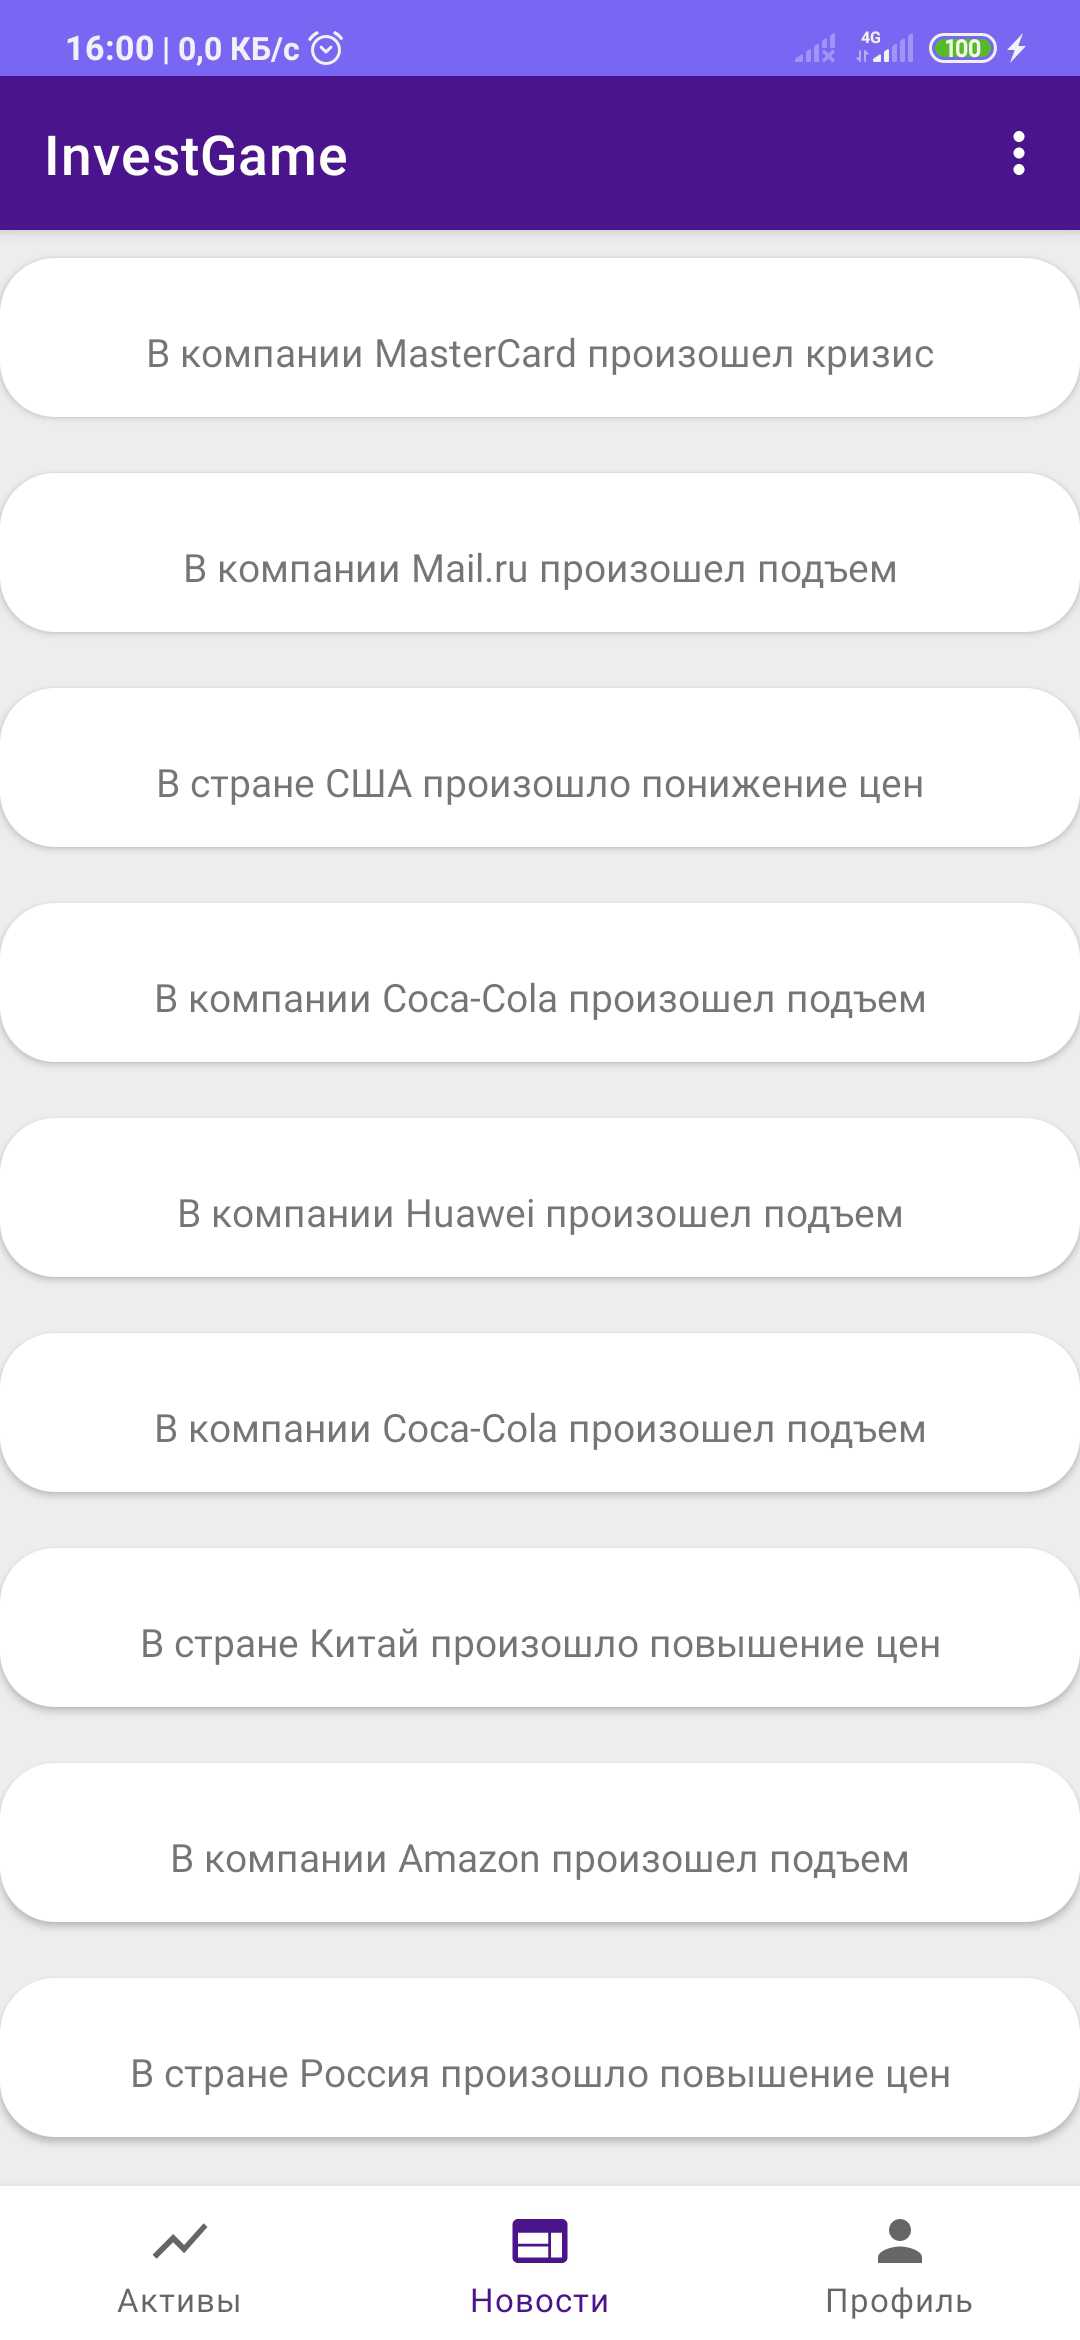 16:00 | 0,0 КБ/с
4G
100
InvestGame
В компании MasterCard произошел кризис
В компании Mail.ru произошел подъем
В стране США произошло понижение цен
В компании Coca-Cola произошел подъем
В компании Huawei произошел подъем
В компании Coca-Cola произошел подъем
В стране Китай произошло повышение цен
В компании Amazon произошел подъем
В стране Россия произошло повышение цен
Активы
Новости
Профиль